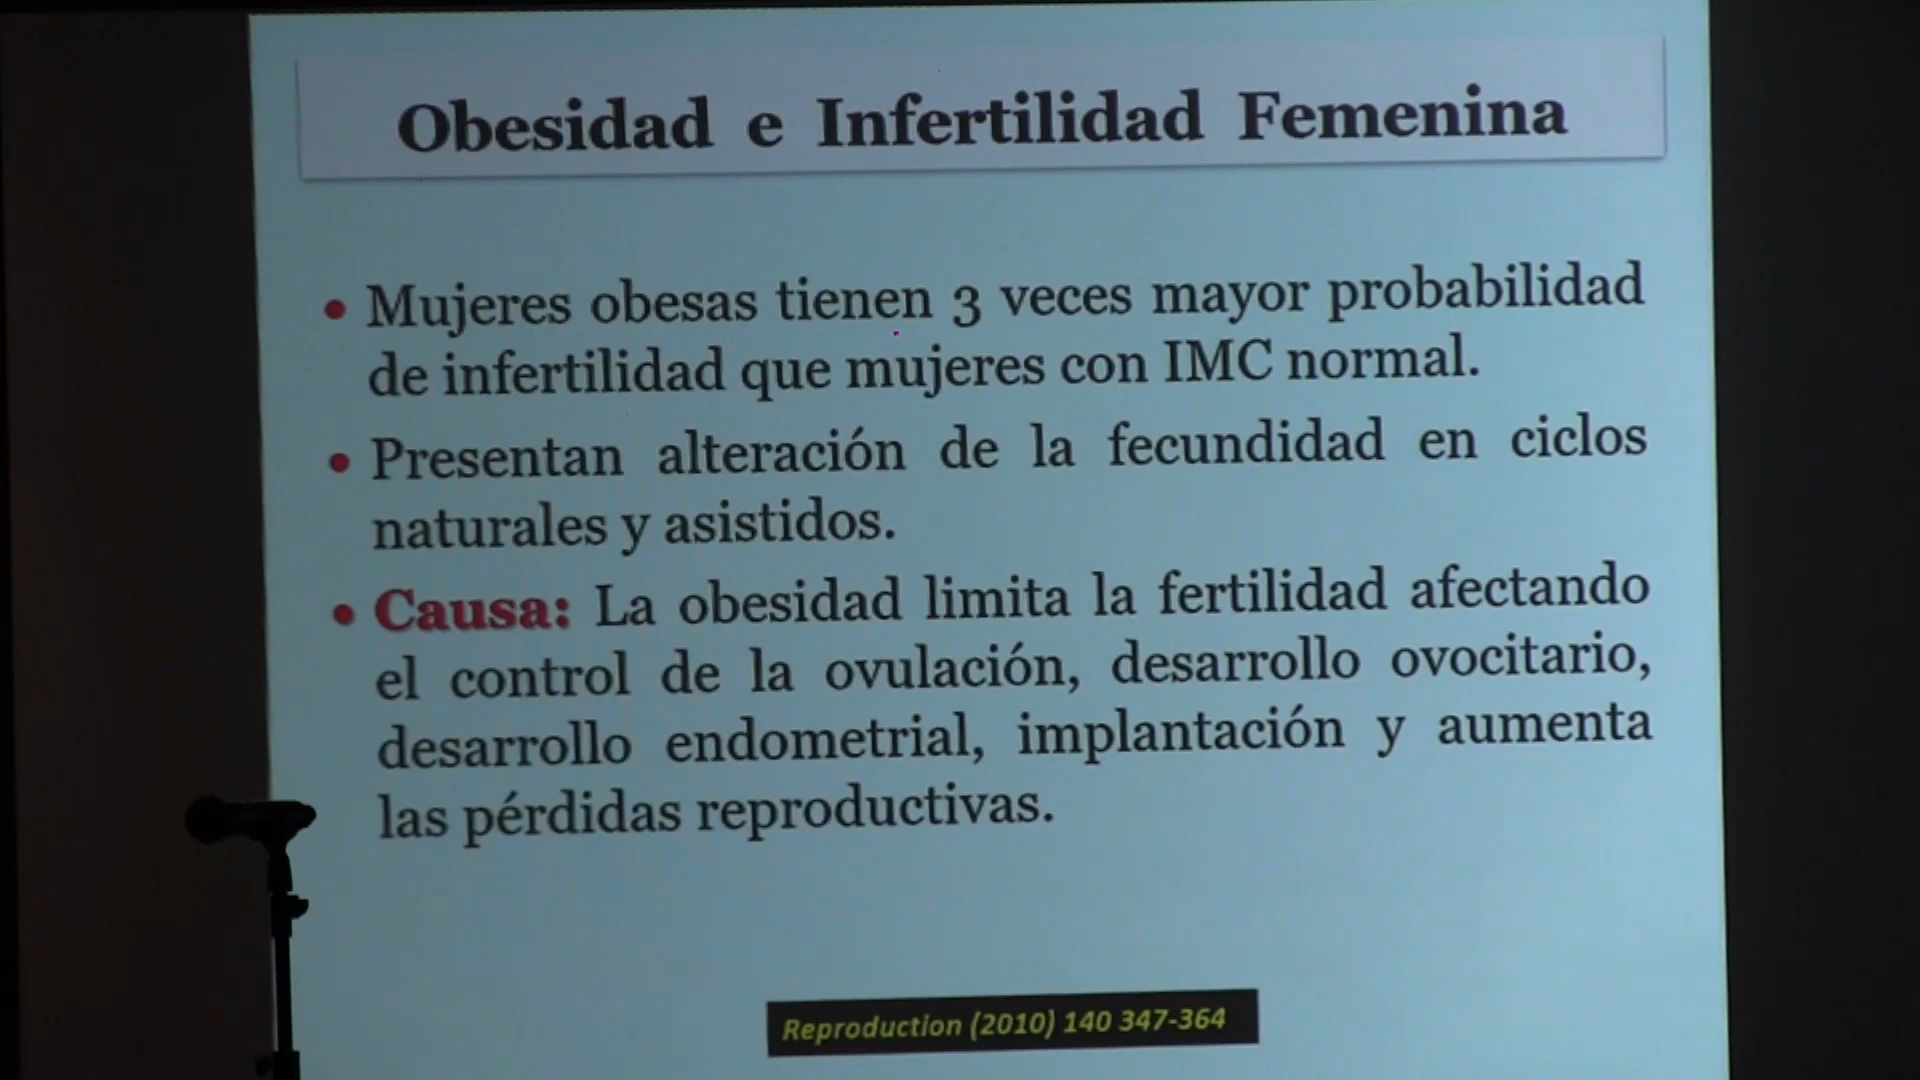 Obesidad e Infertilidad Femenina
• Mujeres obesas tienen 3 veces mayor probabilidad
de infertilidad que mujeres con IMC normal.
• Presentan alteración de la fecundidad en ciclos
naturales y asistidos.
• Causa: La obesidad limita la fertilidad afectando
el control de la ovulación, desarrollo ovocitario,
desarrollo endometrial, implantación y aumenta
las pérdidas reproductivas.
Reproduction (2010) 140 347-364